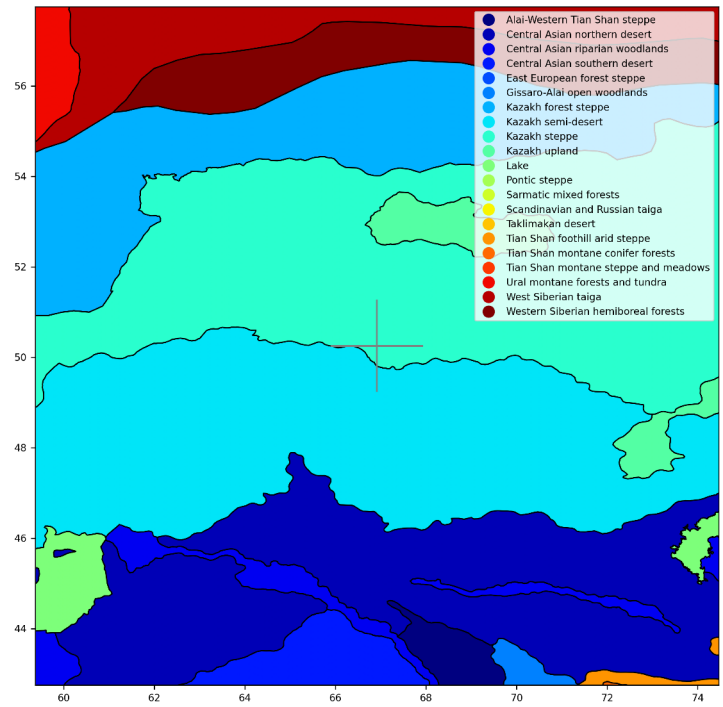 Alai-Western Tian Shan steppe
Central Asian northern desert
Central Asian riparian woodlands
Central Asian southern desert
East European forest steppe
Gissaro-Alai open woodlands
Kazakh forest steppe
Kazakh semi-desert
Kazakh steppe
Kazakh upland
Lake
Pontic steppe
Sarmatic mixed forests
Scandinavian and Russian taiga
Taklimakan desert
Tian Shan foothill arid steppe
Tian Shan montane conifer forests
Tian Shan montane steppe and meadows
Ural montane forests and tundra
West Siberian taiga
Western Siberian hemiboreal forests
56
54
52
50
48
46
44
60 62 64 66 68 70 72 74